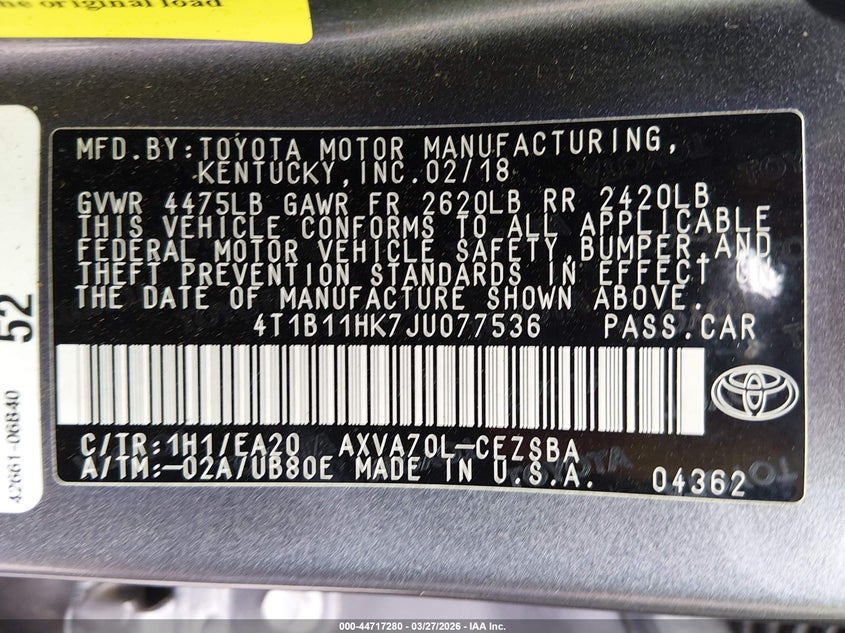 the original load
52
42661-06B40
MFD.BY:TOYOTA MOTOR MANUFACTURING,
KENTUCKY,INC.02/18
GVWR 4475LB GAWR FR 2620LB RR 2420LB
THIS VEHICLE CONFORMS TO ALL APPLICABLE
FEDERAL MOTOR VEHICLE SAFETY,BUMPER,AND
THEFT PREVENTION STANDARDS IN EFFECT ON
THE DATE OF MANUFACTURE SHOWN ABOVE.
4T1B11HK7JU077536 PASS.CAR
C/TR:1H1/EA20 AXVA70L-CEZSBA
A/TM:-02A/UB80E MADE IN U.S.A. 04362
000-44717280 - 03/27/2026 - IAA Inc.